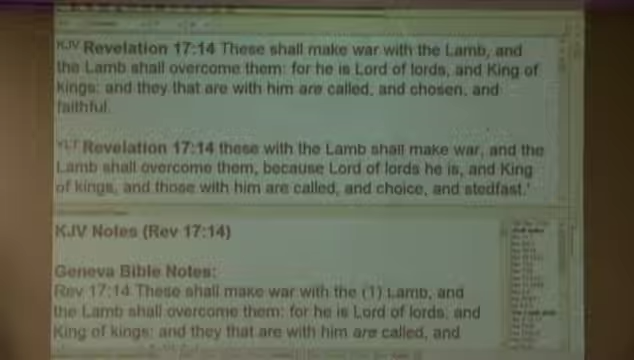 KJV Revelation 17:14 These shall make war with the Lamb, and
the Lamb shall overcome them: for he is Lord of lords, and King of
kings: and they that are with him are called, and chosen, and
faithful.
YLT Revelation 17:14 these with the Lamb shall make war, and the
Lamb shall overcome them, because Lord of lords he is, and King
of kings, and those with him are called, and choice, and stedfast.'
KJV Notes (Rev 17:14)
Geneva Bible Notes:
Rev 17:14 These shall make war with the (1) Lamb, and
the Lamb shall overcome them: for he is Lord of lords, and
King of kings: and they that are with him are called, and